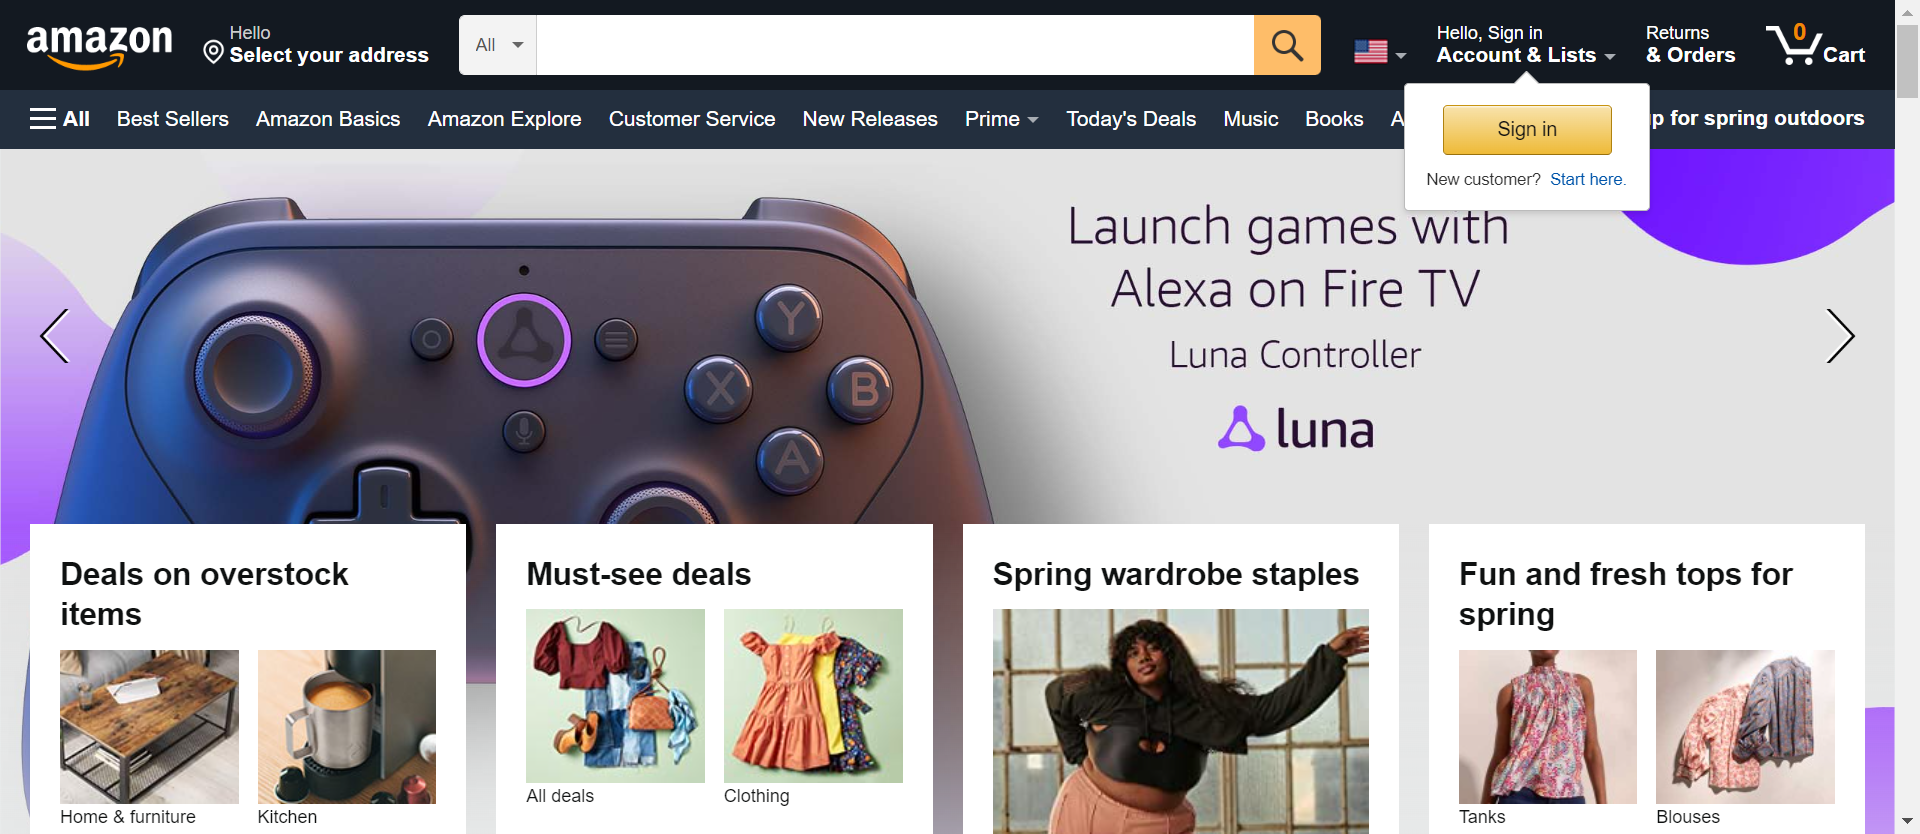 amazon
Hello
Select your address
All
Hello, Sign in
Account & Lists
Returns
& Orders
0
Cart
All
Best Sellers
Amazon Basics
Amazon Explore
Customer Service
New Releases
Prime
Today's Deals
Music
Books
A
up for spring outdoors
Sign in
New customer? Start here.
Launch games with
Alexa on Fire TV
Luna Controller
luna
Y
X
B
A
Deals on overstock
items
Home & furniture
Kitchen
Must-see deals
All deals
Clothing
Spring wardrobe staples
Fun and fresh tops for
spring
Tanks
Blouses